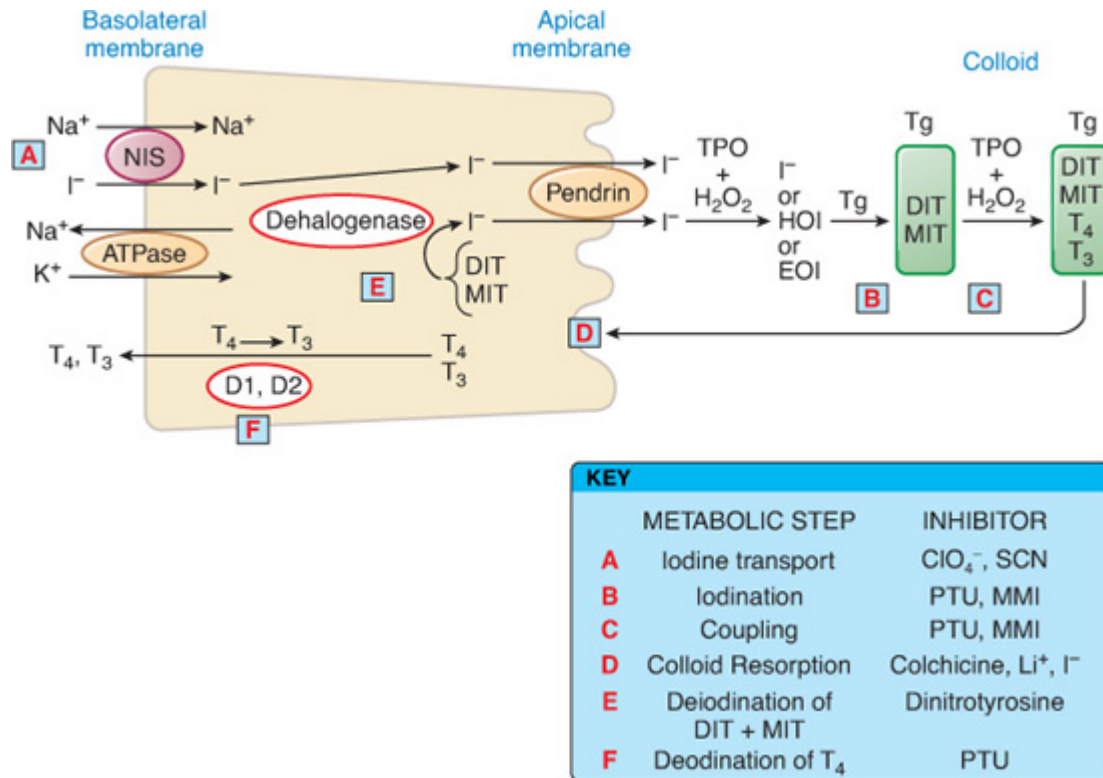 Basolateral
membrane
Apical
membrane
Colloid
A
Na⁺
Na⁺
NIS
I⁻
I⁻
I⁻
I⁻
Pendrin
TPO
+
H₂O₂
I⁻
or
HOI
or
EOI
Tg
Tg
DIT
MIT
TPO
+
H₂O₂
Tg
DIT
MIT
T₄
T₃
Na⁺
ATPase
K⁺
Dehalogenase
I⁻
I⁻
DIT
MIT
E
B
C
D
T₄, T₃
T₄ T₃
T₄
T₃
D1, D2
F
KEY
METABOLIC STEP INHIBITOR
A Iodine transport ClO₄⁻, SCN
B Iodination PTU, MMI
C Coupling PTU, MMI
D Colloid Resorption Colchicine, Li⁺, I⁻
E Deiodination of Dinitrotyrosine
DIT + MIT
F Deodination of T₄ PTU